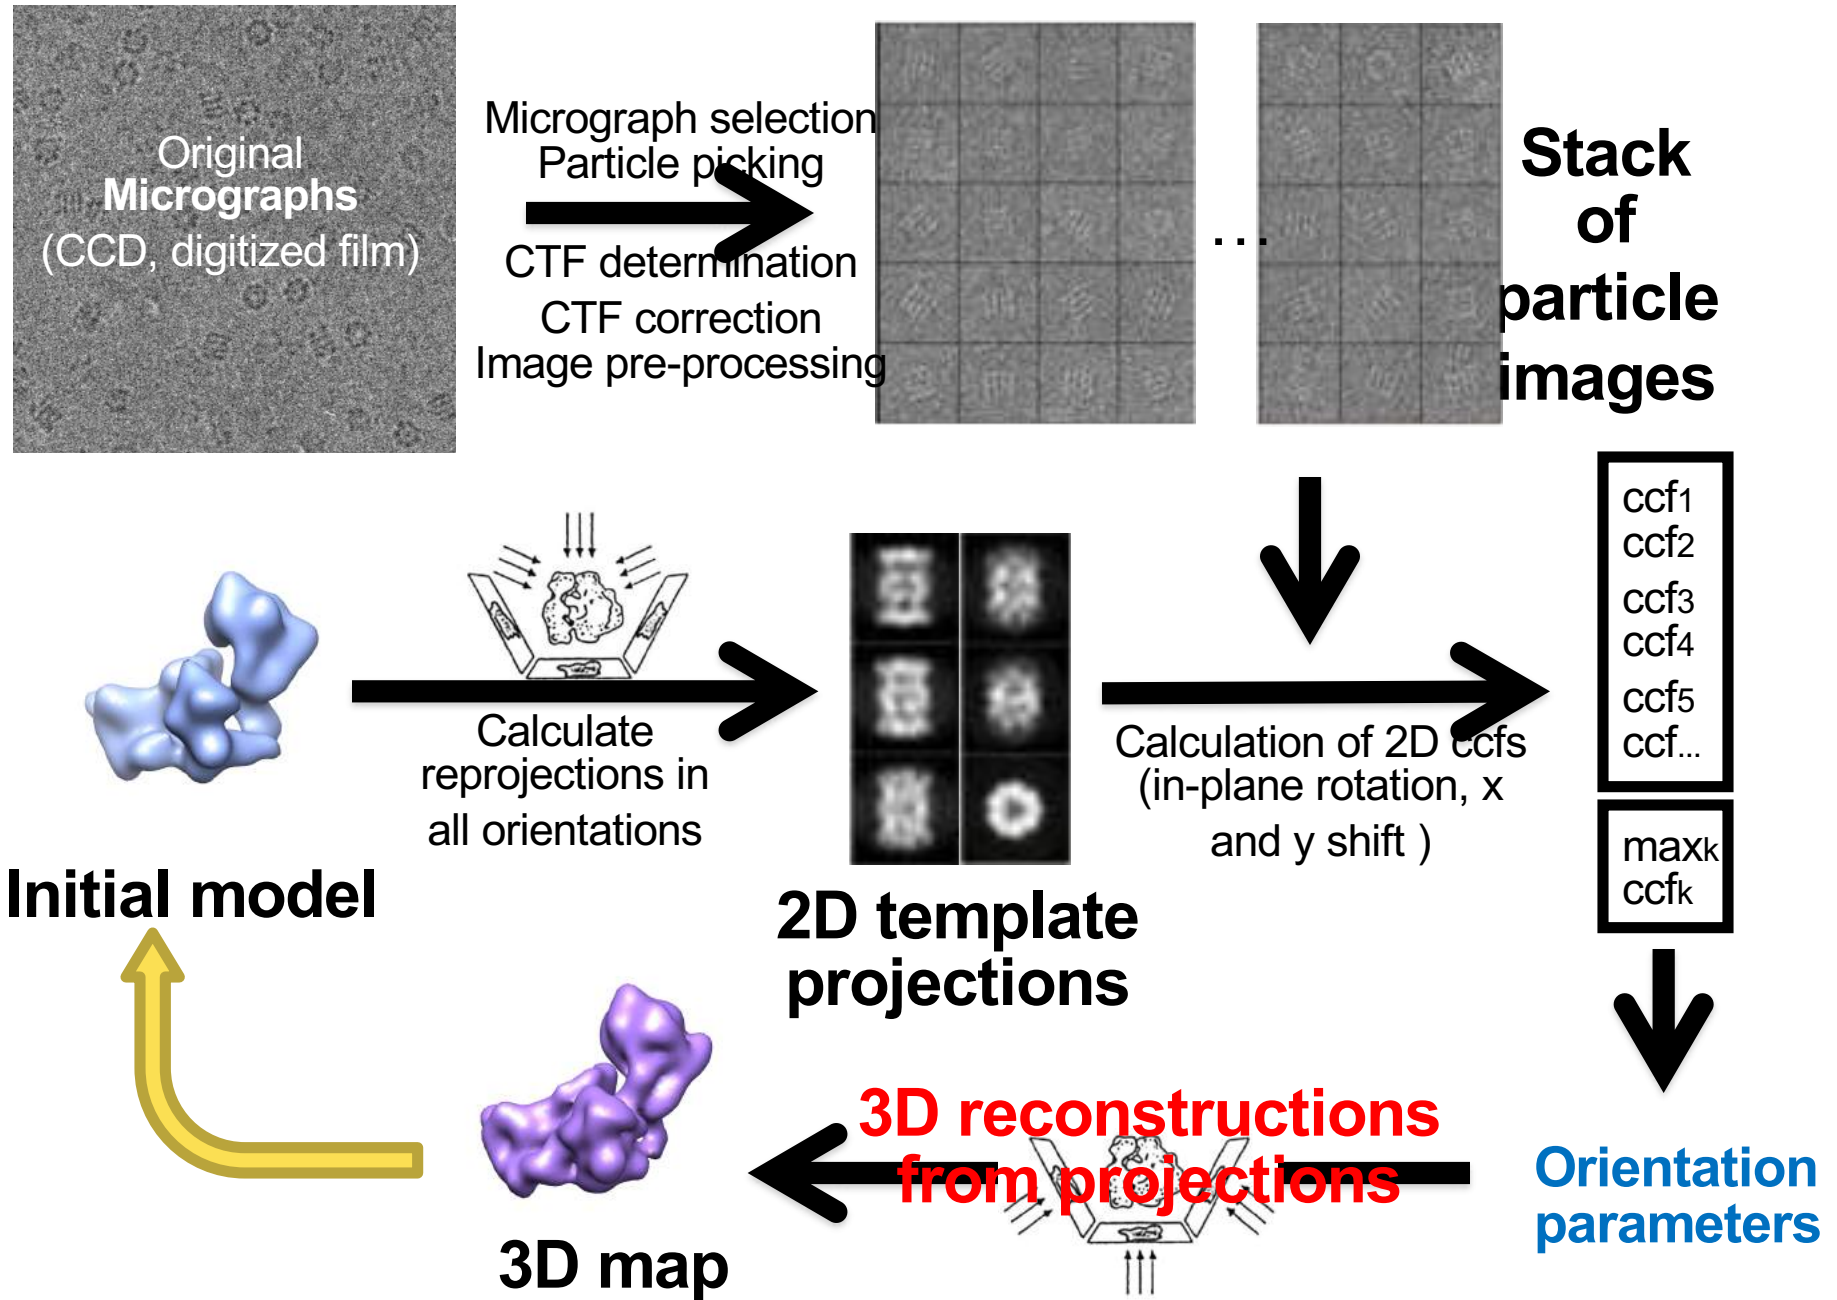 Original
Micrographs
(CCD, digitized film)
Micrograph selection
Particle picking
CTF determination
CTF correction
Image pre-processing
...
Stack
of
particle
images
ccf1
ccf2
ccf3
ccf4
ccf5
ccf...
maxk
ccfk
Calculate
reprojections in
all orientations
Calculation of 2D ccfs
(in-plane rotation, x
and y shift )
Initial model
2D template
projections
3D reconstructions
from projections
Orientation
parameters
3D map